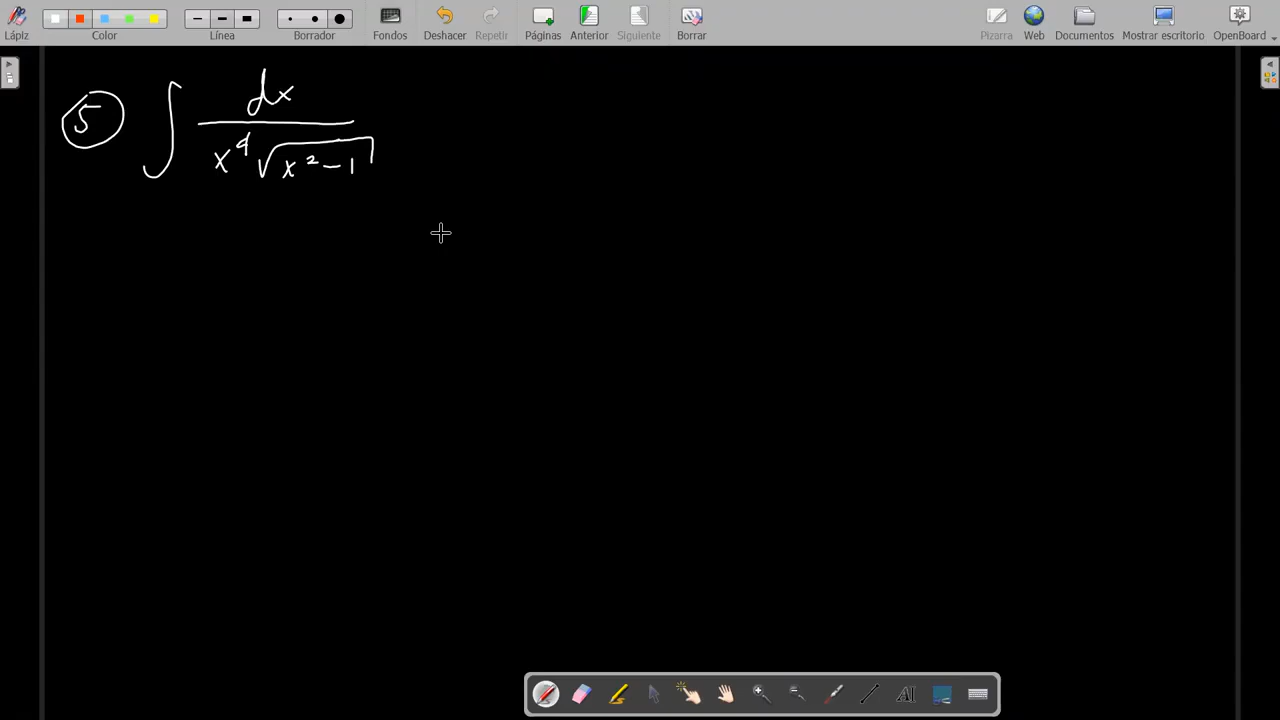 Lápiz Color Línea Borrador Fondos Deshacer Repetir Páginas Anterior Siguiente Borrar Pizarra Web Documentos Mostrar escritorio OpenBoard
5 ∫ dx / (x⁴ √(x² − 1))
AI